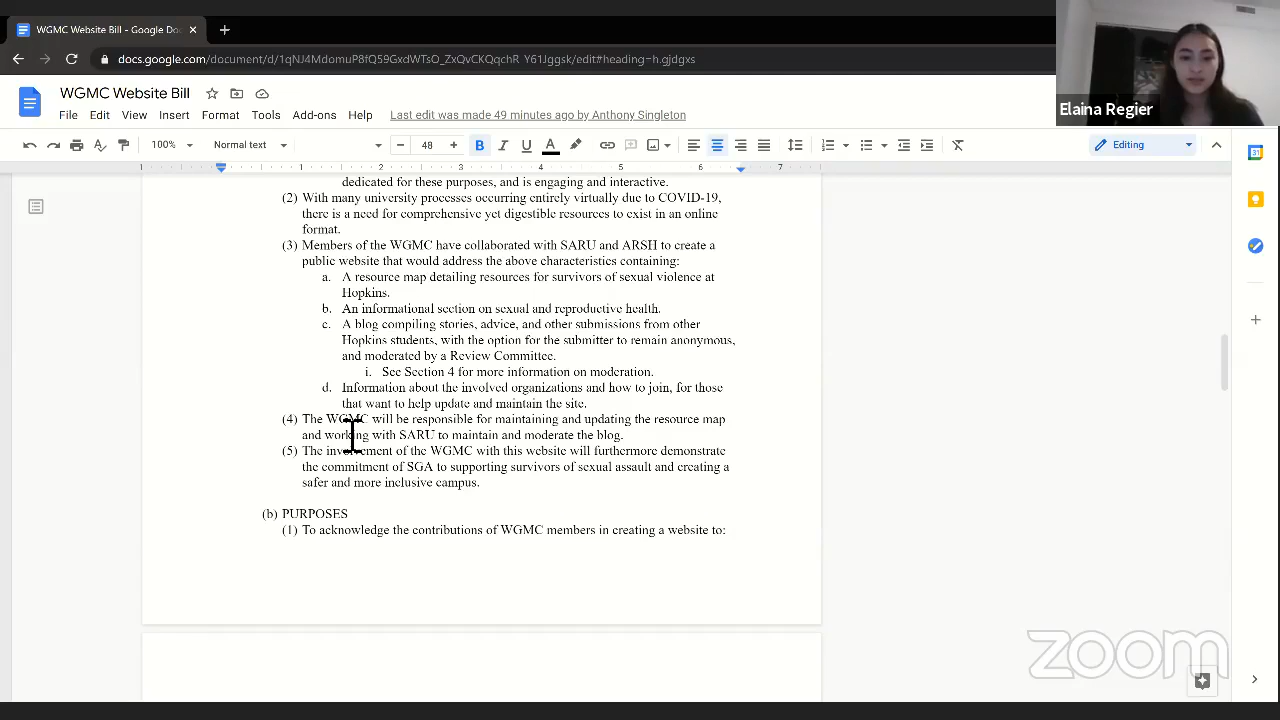 WGMC Website Bill - Google Doc
docs.google.com/document/d/1qNJ4MdomuP8fQ59GxdWTsO_ZxQvCKQqchR_Y61Jggsk/edit#heading=h.gjdgxs
Elaina Regier
WGMC Website Bill
File Edit View Insert Format Tools Add-ons Help Last edit was made 49 minutes ago by Anthony Singleton
100% Normal text 48 B I U A Editing
1 1 2 3 4 5 6 7
31
dedicated for these purposes, and is engaging and interactive.
(2) With many university processes occurring entirely virtually due to COVID-19,
there is a need for comprehensive yet digestible resources to exist in an online
format.
(3) Members of the WGMC have collaborated with SARU and ARSH to create a
public website that would address the above characteristics containing:
a. A resource map detailing resources for survivors of sexual violence at
Hopkins.
b. An informational section on sexual and reproductive health.
c. A blog compiling stories, advice, and other submissions from other
Hopkins students, with the option for the submitter to remain anonymous,
and moderated by a Review Committee.
i. See Section 4 for more information on moderation.
d. Information about the involved organizations and how to join, for those
that want to help update and maintain the site.
(4) The WGMC will be responsible for maintaining and updating the resource map
and working with SARU to maintain and moderate the blog.
(5) The involvement of the WGMC with this website will furthermore demonstrate
the commitment of SGA to supporting survivors of sexual assault and creating a
safer and more inclusive campus.
(b) PURPOSES
(1) To acknowledge the contributions of WGMC members in creating a website to:
zoom